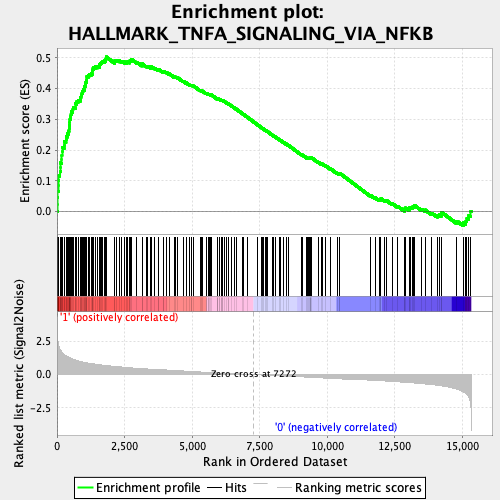 Enrichment plot:
HALLMARK_TNFA_SIGNALING_VIA_NFKB
Enrichment score (ES)
0.5
0.4
0.3
0.2
0.1
0.0
'1' (positively correlated)
Ranked list metric (Signal2Noise)
2.5
0.0
-2.5
Zero cross at 7272
'0' (negatively correlated)
0 2,500 5,000 7,500 10,000 12,500 15,000
Rank in Ordered Dataset
Enrichment profile Hits Ranking metric scores